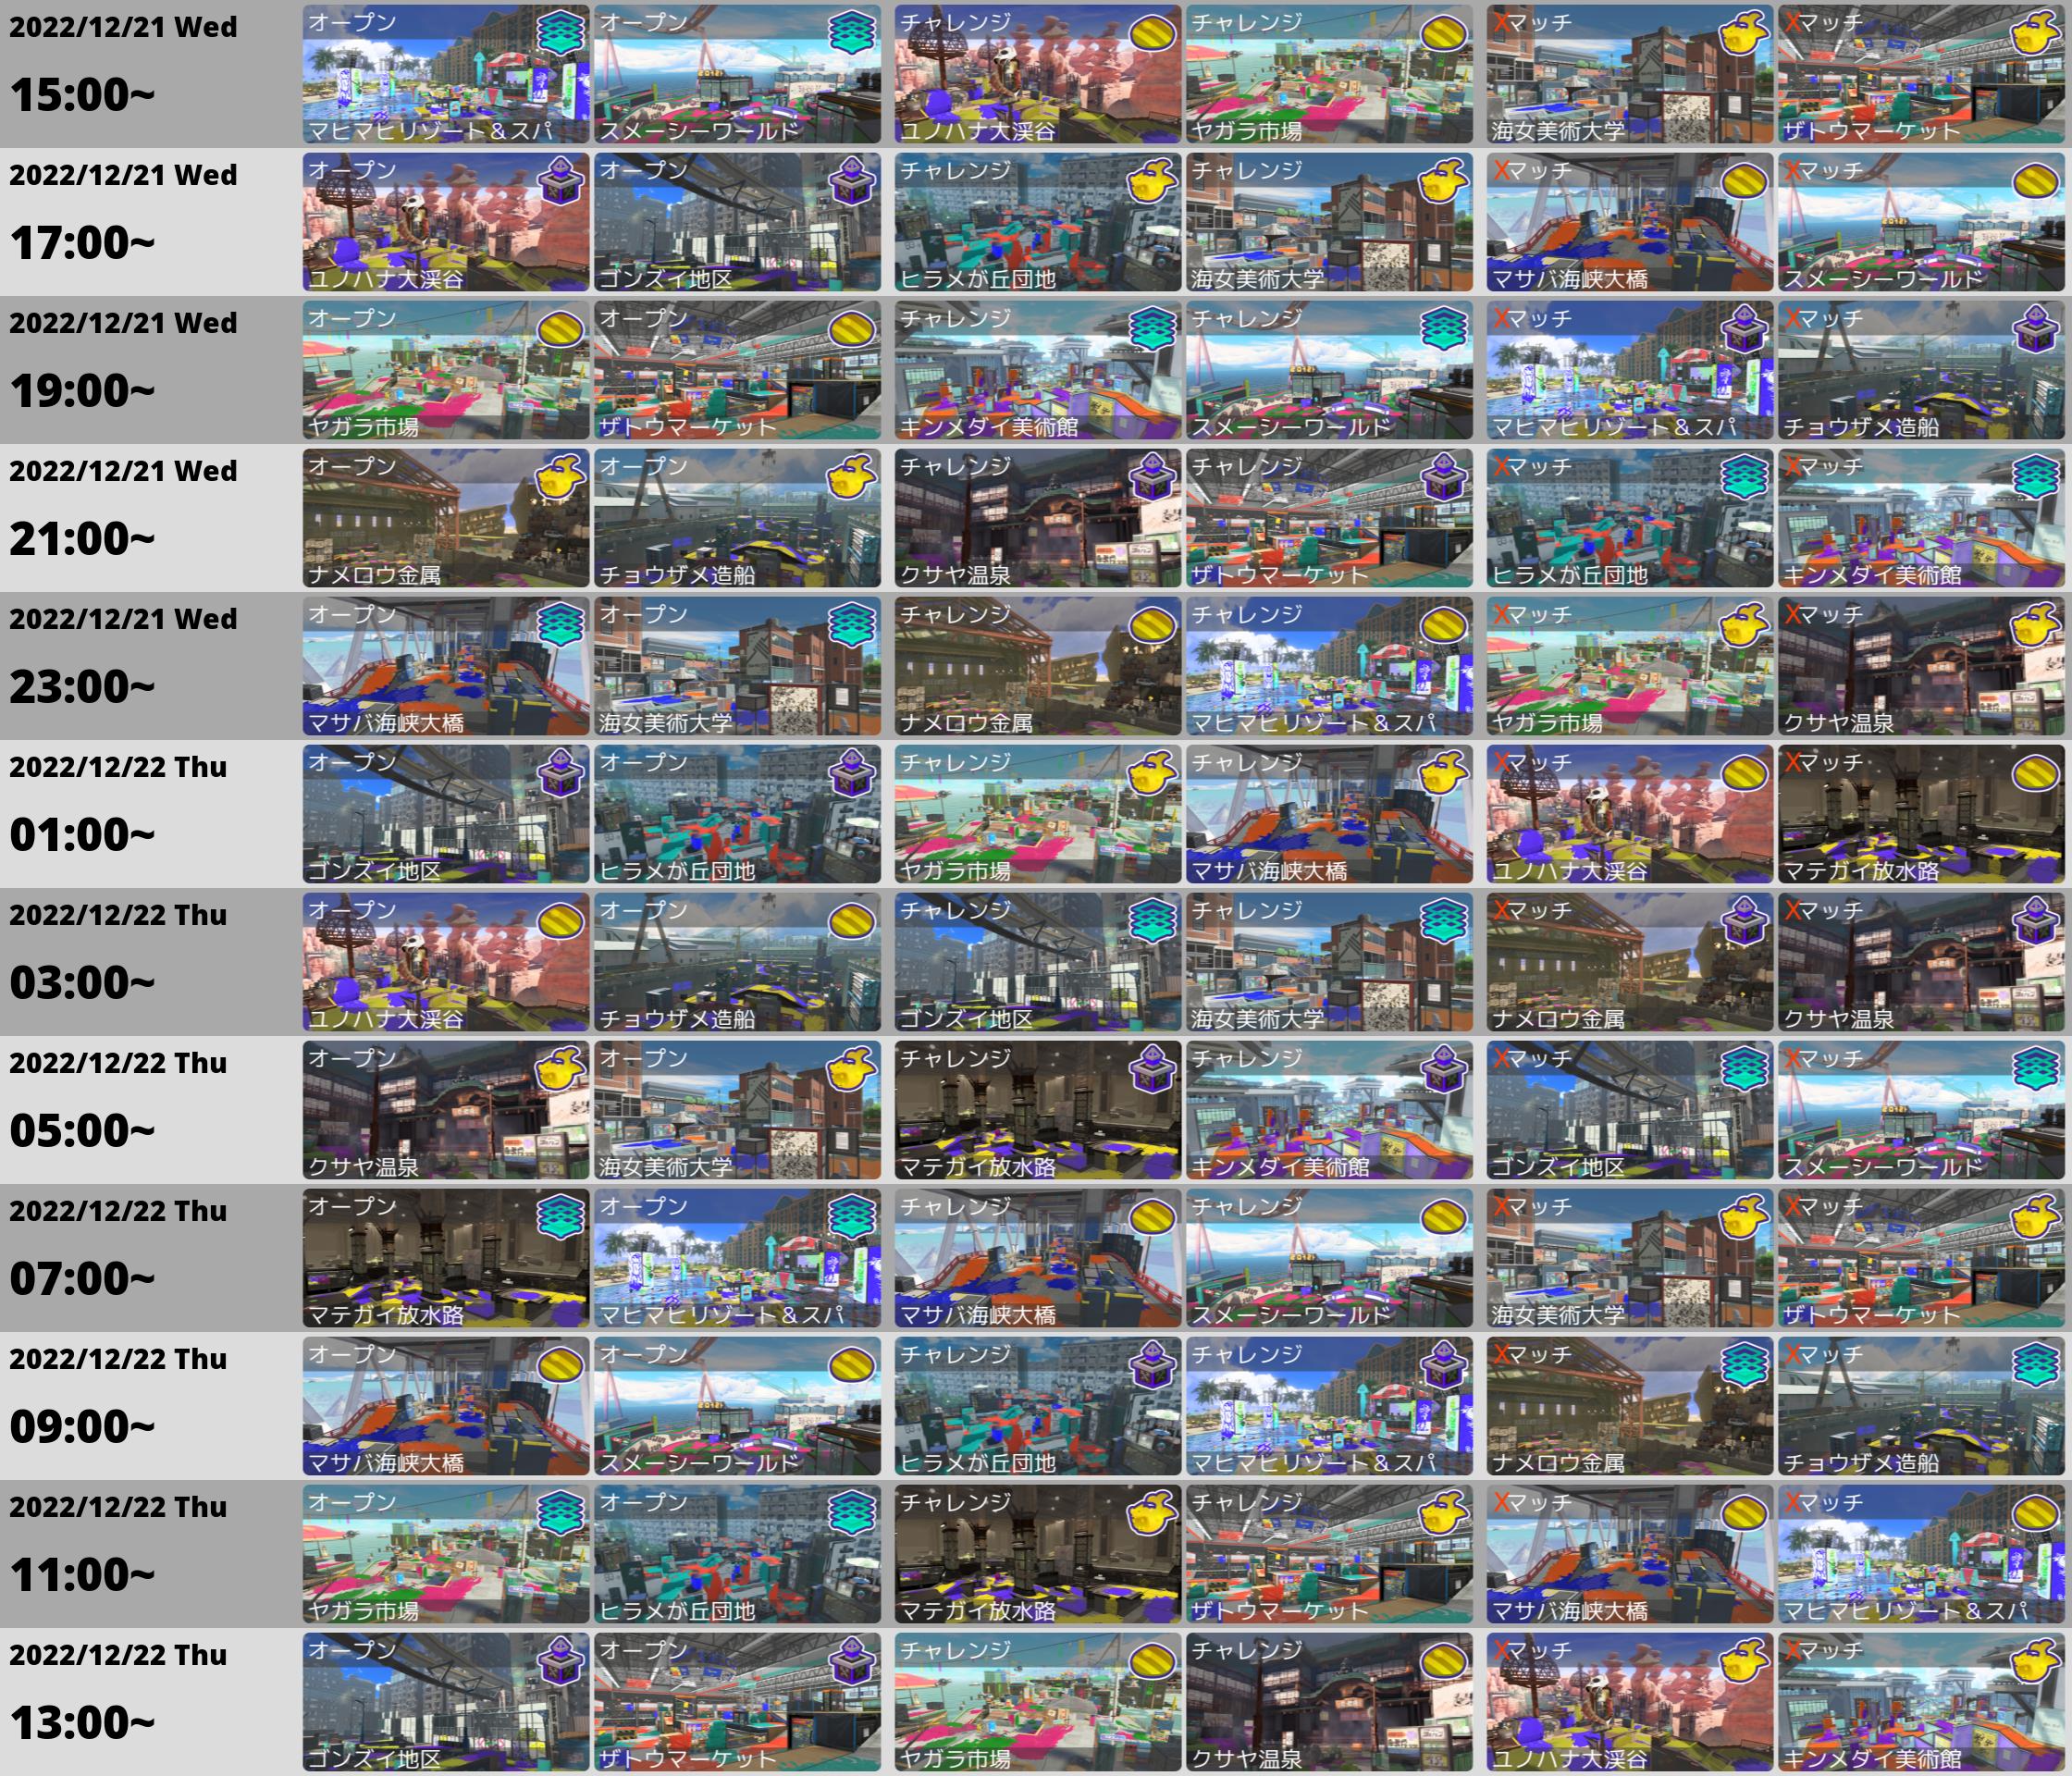 2022/12/21 Wed
15:00~
オープン オープン チャレンジ チャレンジ Xマッチ Xマッチ
マヒマヒリゾート&スパ スメーシーワールド ユノハナ大渓谷 ヤガラ市場 海女美術大学 ザトウマーケット
2022/12/21 Wed
17:00~
オープン オープン チャレンジ チャレンジ Xマッチ Xマッチ
ユノハナ大渓谷 ゴンズイ地区 ヒラメが丘団地 海女美術大学 マサバ海峡大橋 スメーシーワールド
2022/12/21 Wed
19:00~
オープン オープン チャレンジ チャレンジ Xマッチ Xマッチ
ヤガラ市場 ザトウマーケット キンメダイ美術館 スメーシーワールド マヒマヒリゾート&スパ チョウザメ造船
2022/12/21 Wed
21:00~
オープン オープン チャレンジ チャレンジ Xマッチ Xマッチ
ナメロウ金属 チョウザメ造船 クサヤ温泉 ザトウマーケット ヒラメが丘団地 キンメダイ美術館
2022/12/21 Wed
23:00~
オープン オープン チャレンジ チャレンジ Xマッチ Xマッチ
マサバ海峡大橋 海女美術大学 ナメロウ金属 マヒマヒリゾート&スパ ヤガラ市場 クサヤ温泉
2022/12/22 Thu
01:00~
オープン オープン チャレンジ チャレンジ Xマッチ Xマッチ
ゴンズイ地区 ヒラメが丘団地 ヤガラ市場 マサバ海峡大橋 ユノハナ大渓谷 マテガイ放水路
2022/12/22 Thu
03:00~
オープン オープン チャレンジ チャレンジ Xマッチ Xマッチ
ユノハナ大渓谷 チョウザメ造船 ゴンズイ地区 海女美術大学 ナメロウ金属 クサヤ温泉
2022/12/22 Thu
05:00~
オープン オープン チャレンジ チャレンジ Xマッチ Xマッチ
クサヤ温泉 海女美術大学 マテガイ放水路 キンメダイ美術館 ゴンズイ地区 スメーシーワールド
2022/12/22 Thu
07:00~
オープン オープン チャレンジ チャレンジ Xマッチ Xマッチ
マテガイ放水路 マヒマヒリゾート&スパ マサバ海峡大橋 スメーシーワールド 海女美術大学 ザトウマーケット
2022/12/22 Thu
09:00~
オープン オープン チャレンジ チャレンジ Xマッチ Xマッチ
マサバ海峡大橋 スメーシーワールド ヒラメが丘団地 マヒマヒリゾート&スパ ナメロウ金属 チョウザメ造船
2022/12/22 Thu
11:00~
オープン オープン チャレンジ チャレンジ Xマッチ Xマッチ
ヤガラ市場 ヒラメが丘団地 マテガイ放水路 ザトウマーケット マサバ海峡大橋 マヒマヒリゾート&スパ
2022/12/22 Thu
13:00~
オープン オープン チャレンジ チャレンジ Xマッチ Xマッチ
ゴンズイ地区 ザトウマーケット ヤガラ市場 クサヤ温泉 ユノハナ大渓谷 キンメダイ美術館